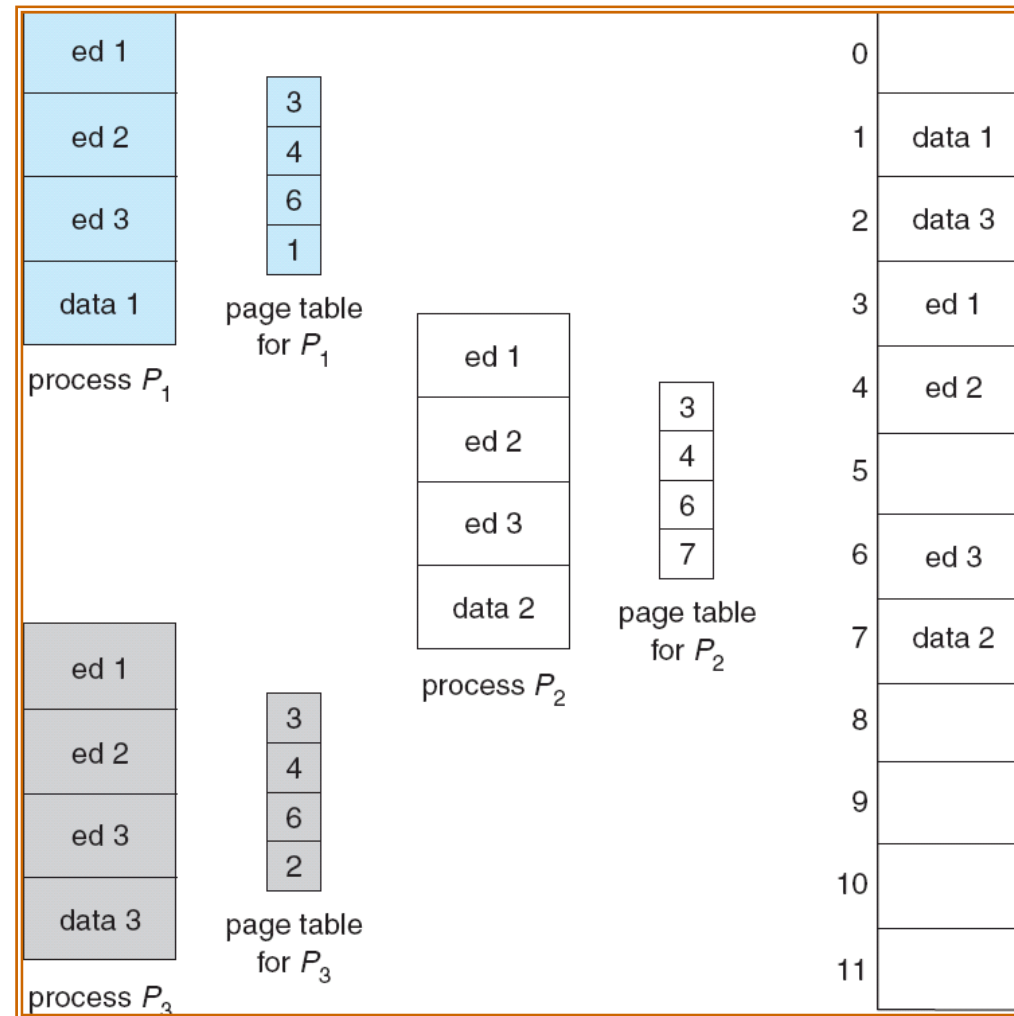 ed 1
ed 2
ed 3
data 1
process P1
3
4
6
1
page table
for P1
ed 1
ed 2
ed 3
data 2
process P2
3
4
6
7
page table
for P2
ed 1
ed 2
ed 3
data 3
process P3
3
4
6
2
page table
for P3
0
1 data 1
2 data 3
3 ed 1
4 ed 2
5
6 ed 3
7 data 2
8
9
10
11